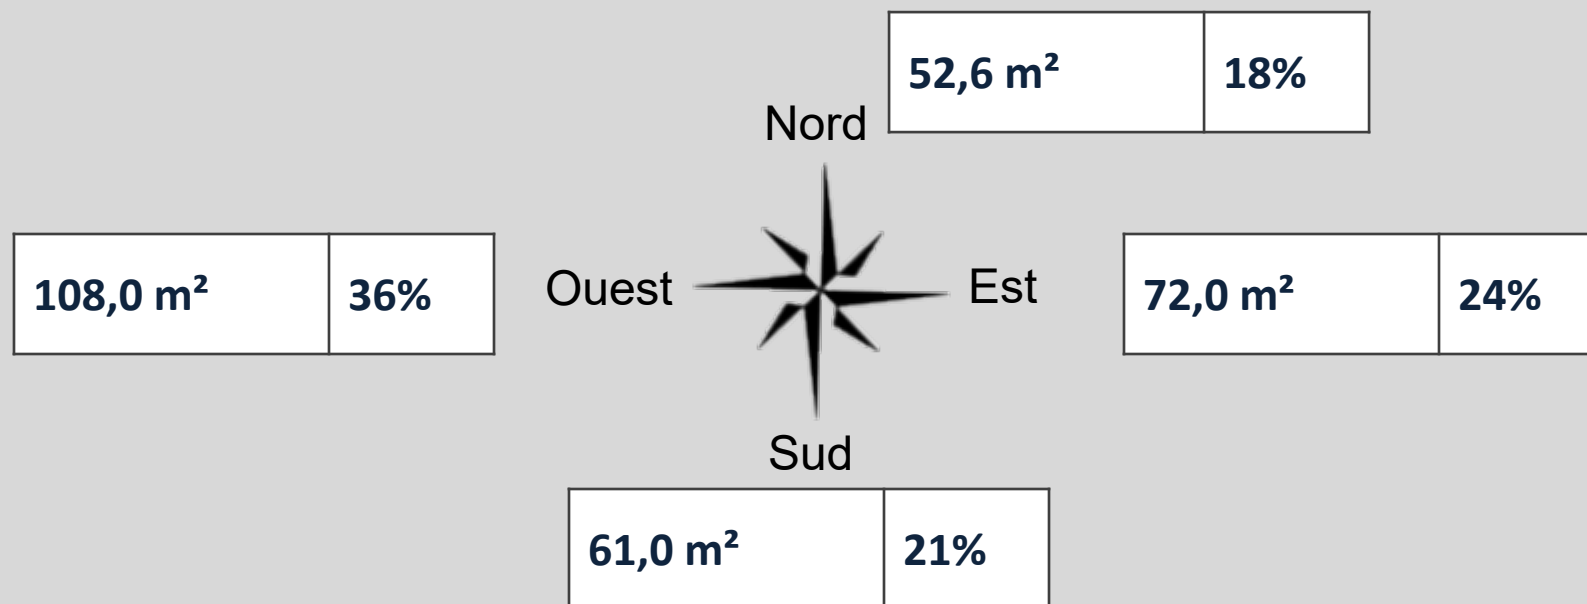 52,6 m² 18%
Nord
108,0 m² 36%
Ouest
Est
72,0 m² 24%
Sud
61,0 m² 21%